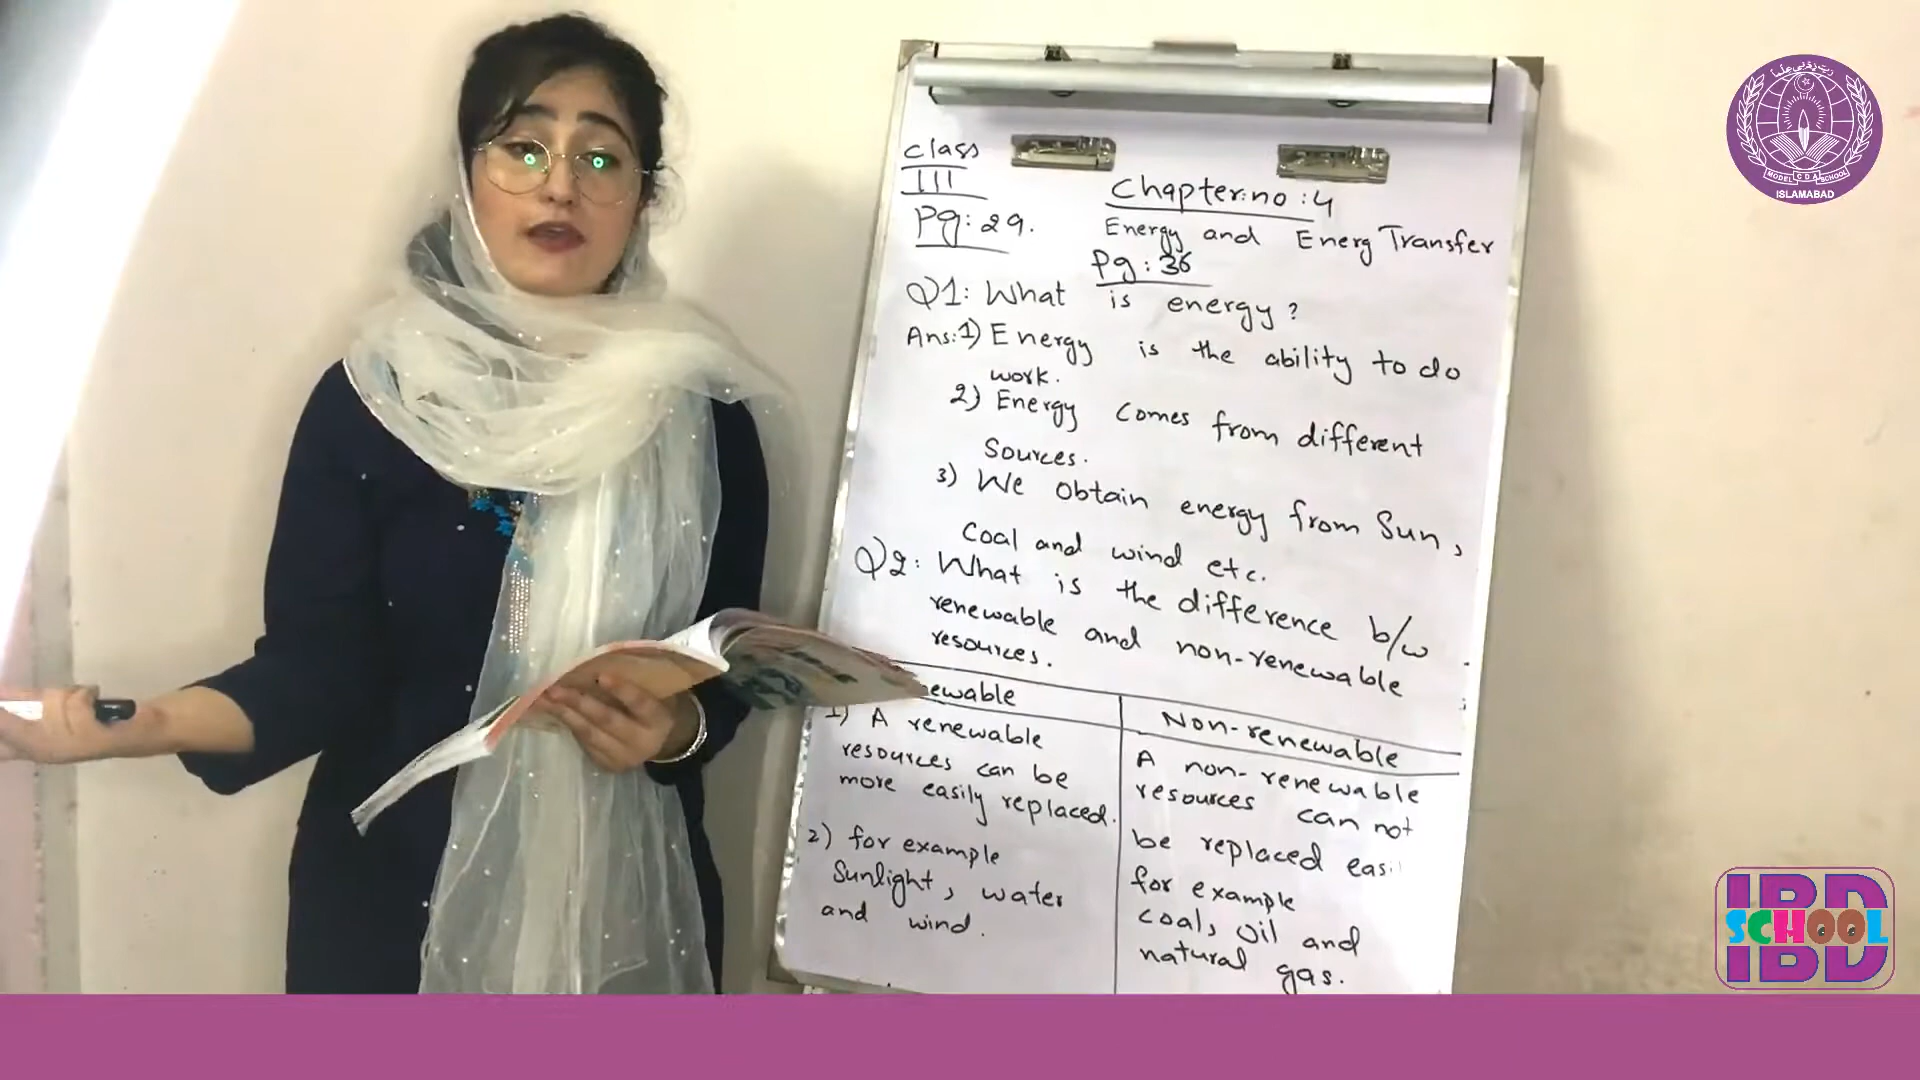 class
III
Pg: 29.
Chapter: no : 4
Energy and Energ Transfer
Pg : 36
Q1: What is energy?
Ans: 1) Energy is the ability to do
work.
2) Energy comes from different
Sources.
3) We obtain energy from Sun,
Coal and wind etc.
Q2: What is the difference b/w
renewable and non-renewable
resources.
ewable
1) A renewable
resources can be
more easily replaced.
2) for example
Sunlight, water
and wind.
Non-renewable
A non-renewable
resources can not
be replaced easi
for example
coal, oil and
natural gas.
MODEL CDA SCHOOL
ISLAMABAD
IBD
SCHOOL
IBD